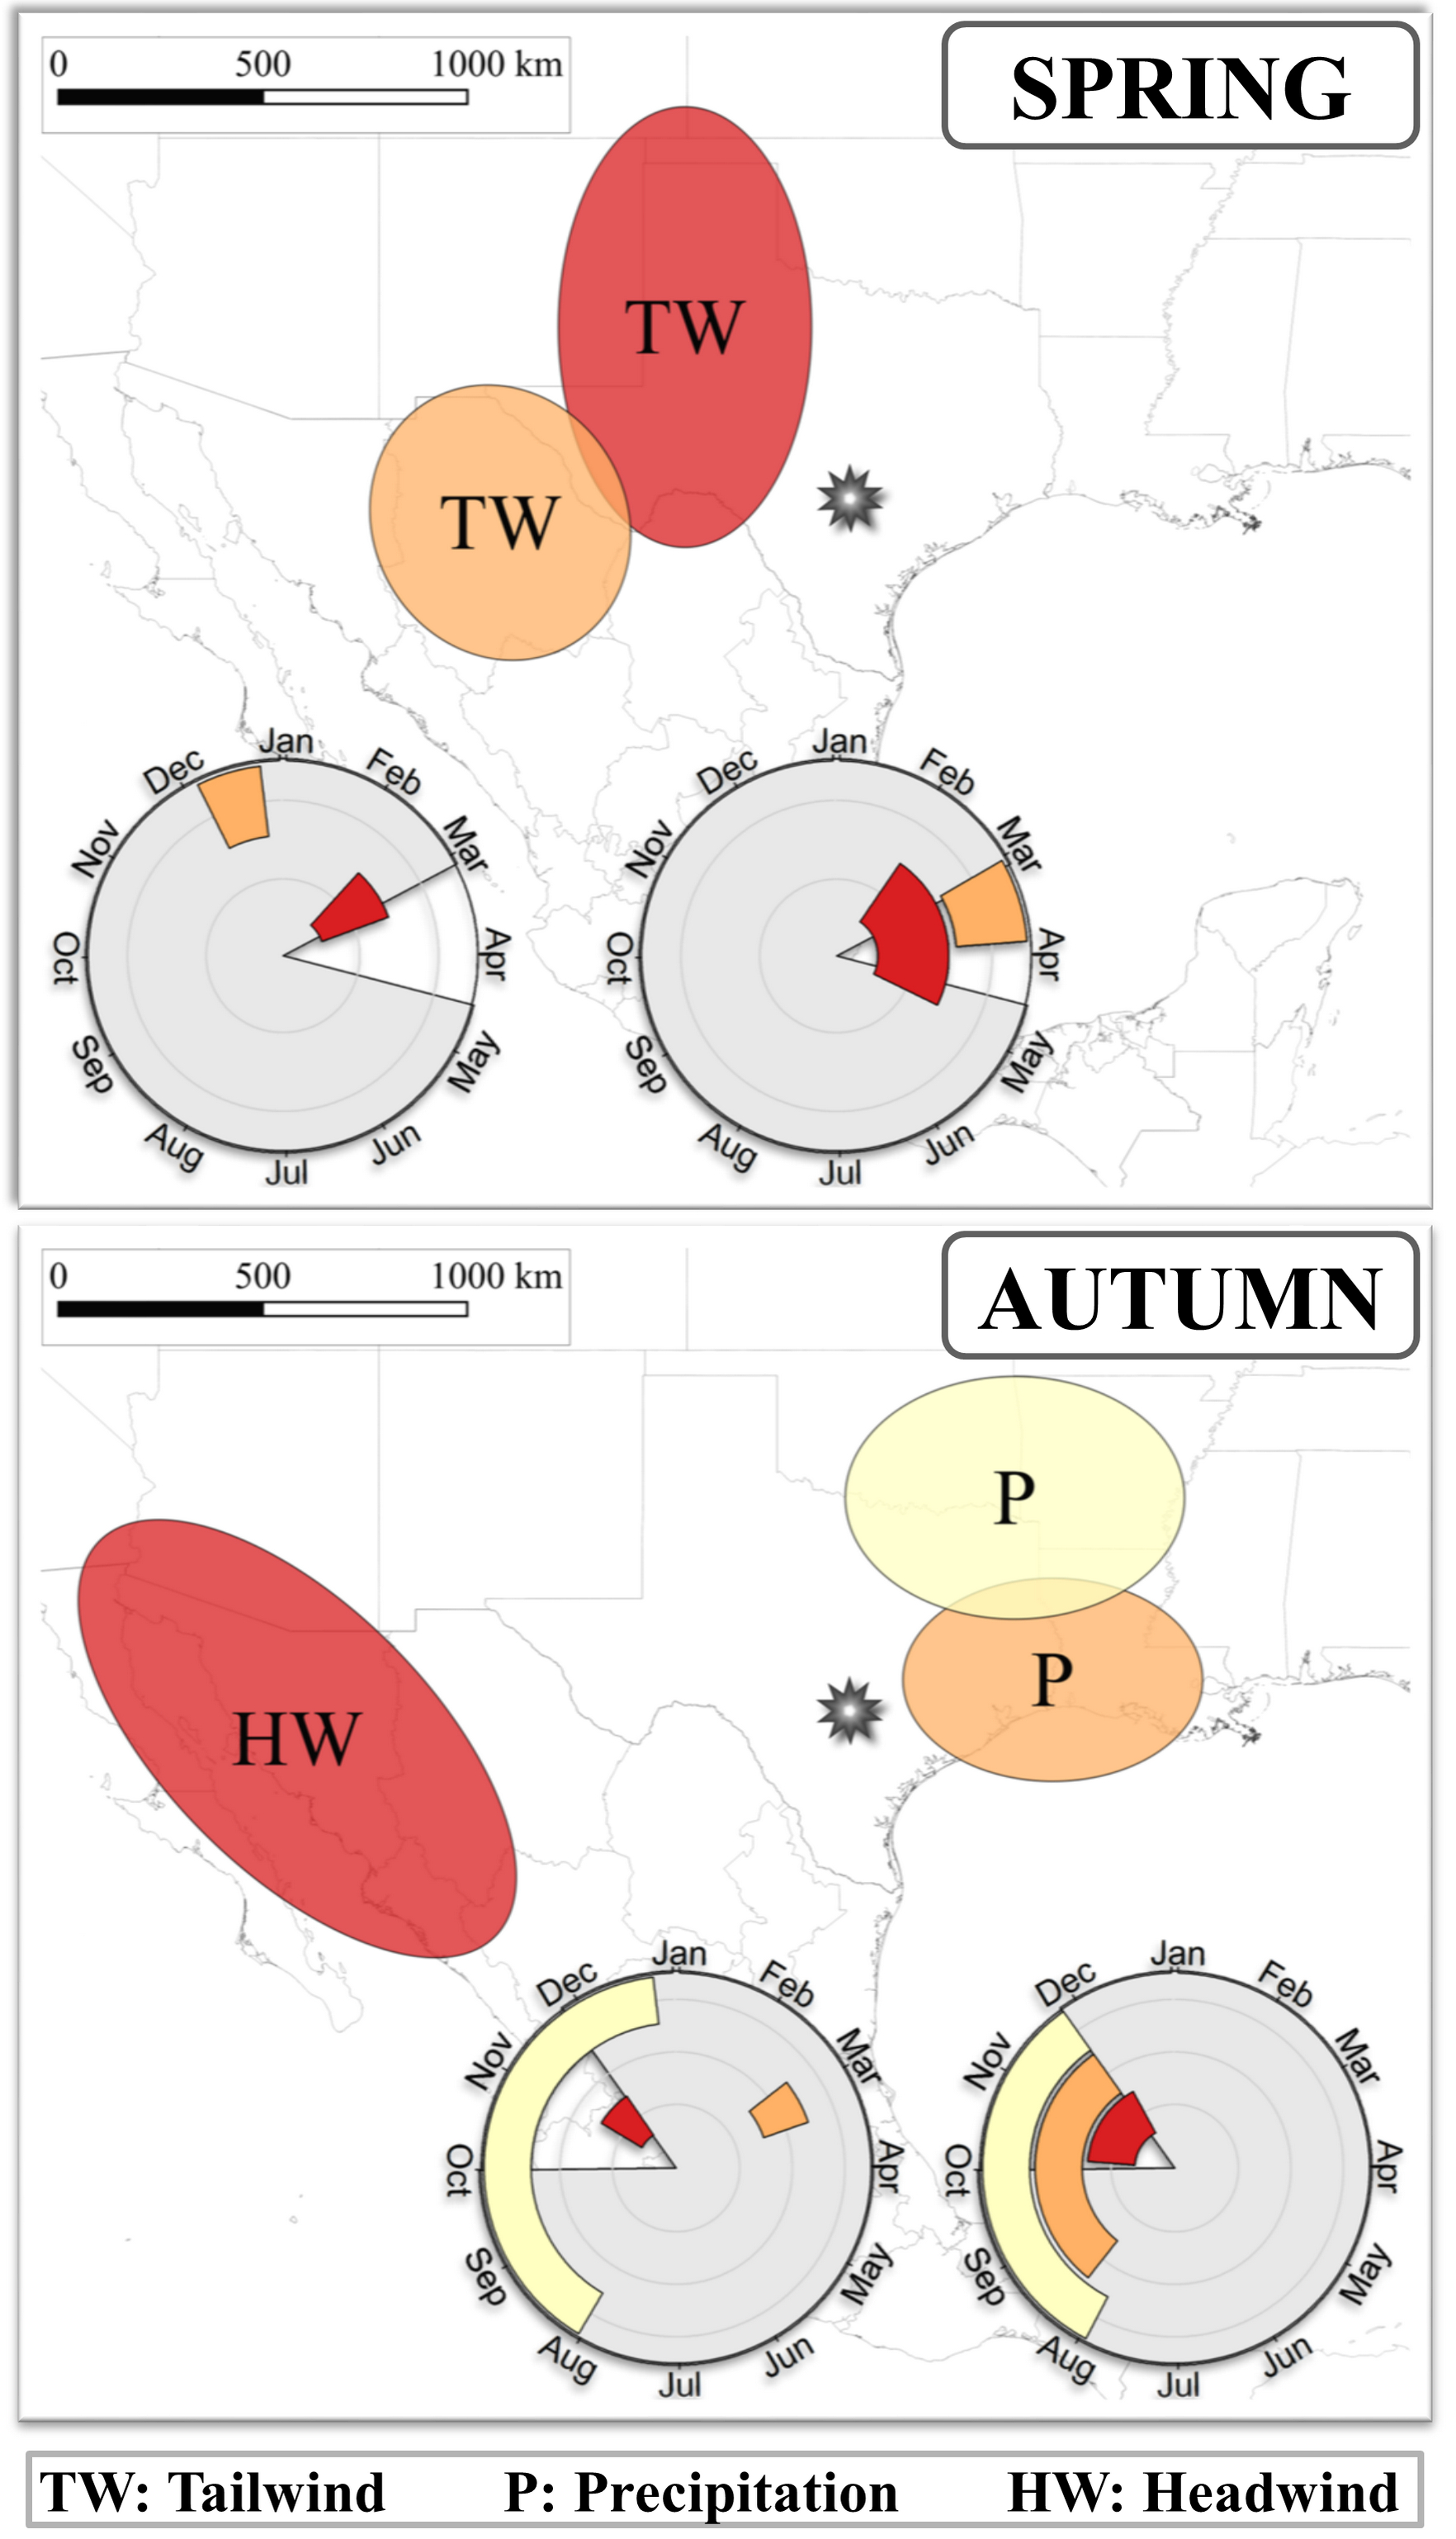 0 500 1000 km
SPRING
TW
TW
Jan Feb Mar Apr May Jun Jul Aug Sep Oct Nov Dec
Jan Feb Mar Apr May Jun Jul Aug Sep Oct Nov Dec
0 500 1000 km
AUTUMN
P
P
HW
Jan Feb Mar Apr May Jun Jul Aug Sep Oct Nov Dec
Jan Feb Mar Apr May Jun Jul Aug Sep Oct Nov Dec
TW: Tailwind P: Precipitation HW: Headwind